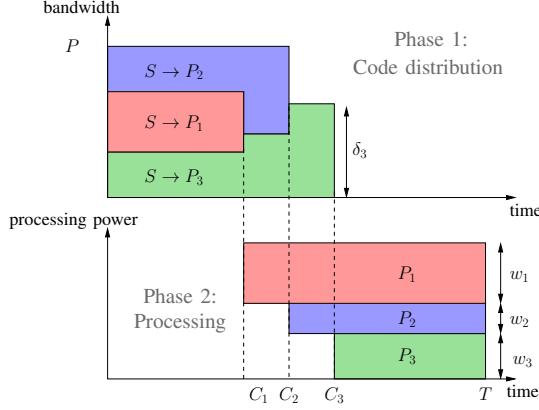 bandwidth
P
Phase 1:
Code distribution
S → P₂
S → P₁
S → P₃
δ₃
time
processing power
Phase 2:
Processing
P₁
P₂
P₃
w₁
w₂
w₃
C₁ C₂ C₃ T time